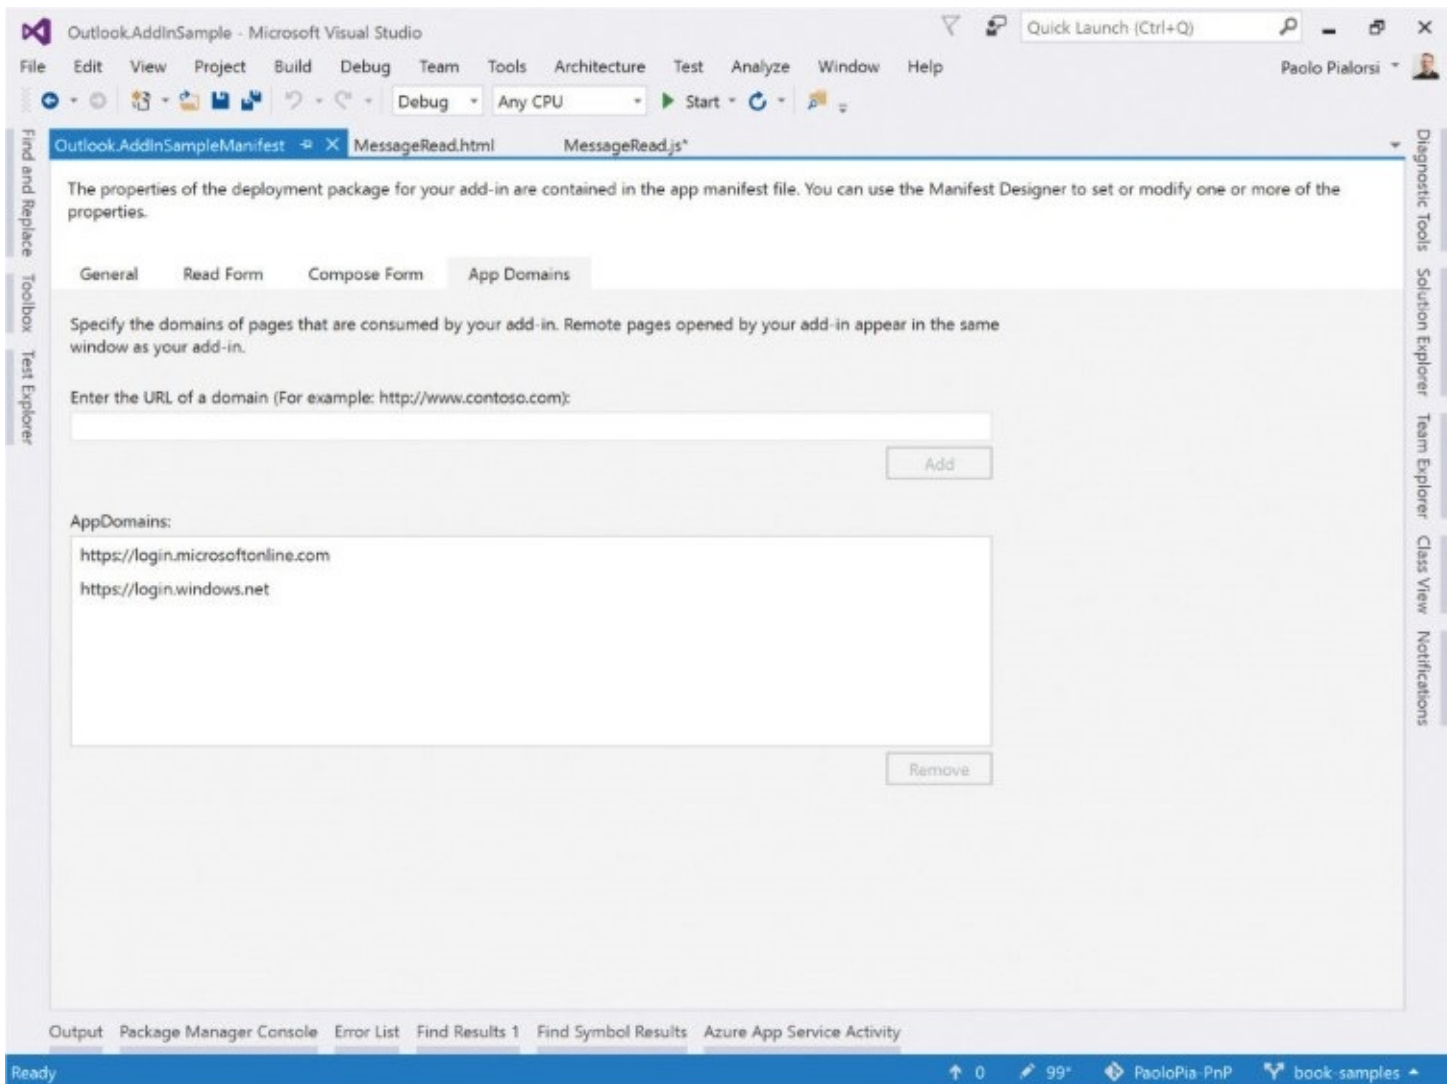 Outlook.AddInSample - Microsoft Visual Studio
Quick Launch (Ctrl+Q)
File Edit View Project Build Debug Team Tools Architecture Test Analyze Window Help
Paolo Pialorsi
Debug Any CPU Start
Outlook.AddInSampleManifest MessageRead.html MessageRead.js*
The properties of the deployment package for your add-in are contained in the app manifest file. You can use the Manifest Designer to set or modify one or more of the
properties.
General Read Form Compose Form App Domains
Specify the domains of pages that are consumed by your add-in. Remote pages opened by your add-in appear in the same
window as your add-in.
Enter the URL of a domain (For example: http://www.contoso.com):
Add
AppDomains:
https://login.microsoftonline.com
https://login.windows.net
Remove
Find and Replace
Toolbox
Test Explorer
Diagnostic Tools
Solution Explorer
Team Explorer
Class View
Notifications
Output Package Manager Console Error List Find Results 1 Find Symbol Results Azure App Service Activity
Ready
0 99* PaoloPia-PnP book-samples